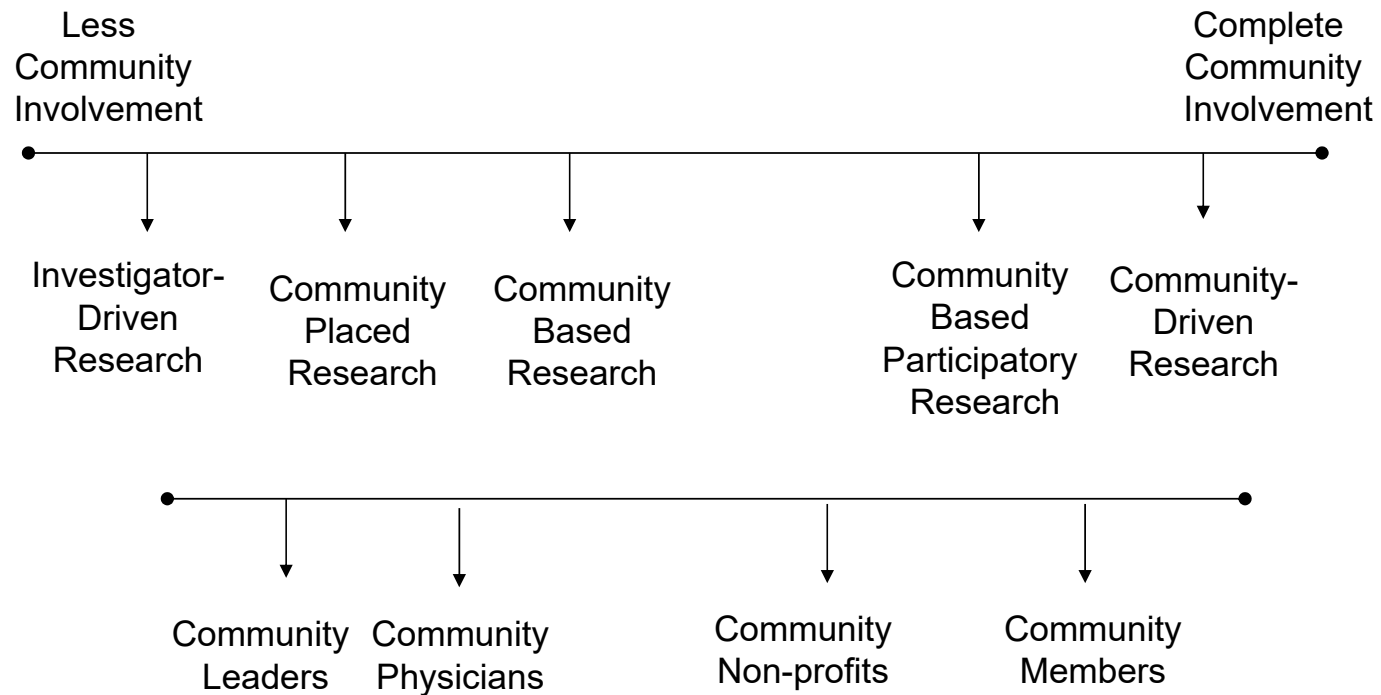 Less
Community
Involvement
Complete
Community
Involvement
Investigator-
Driven
Research
Community
Placed
Research
Community
Based
Research
Community
Based
Participatory
Research
Community-
Driven
Research
Community
Leaders
Community
Physicians
Community
Non-profits
Community
Members